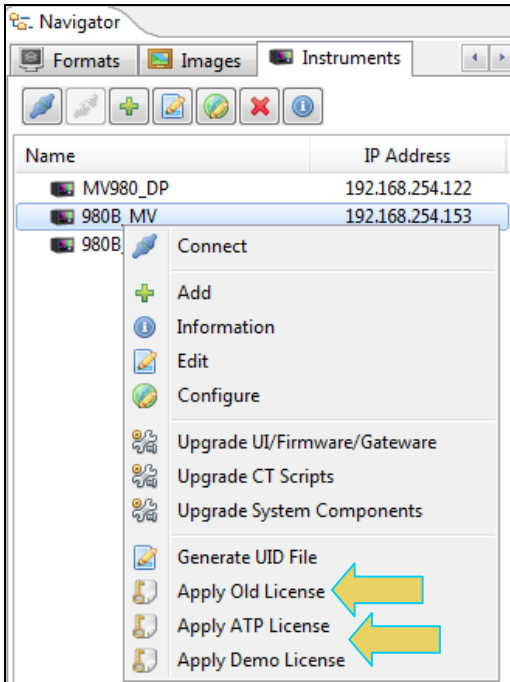 Navigator
Formats Images Instruments
Name IP Address
MV980_DP 192.168.254.122
980B_MV 192.168.254.153
980B_
Connect
Add
Information
Edit
Configure
Upgrade UI/Firmware/Gateware
Upgrade CT Scripts
Upgrade System Components
Generate UID File
Apply Old License
Apply ATP License
Apply Demo License